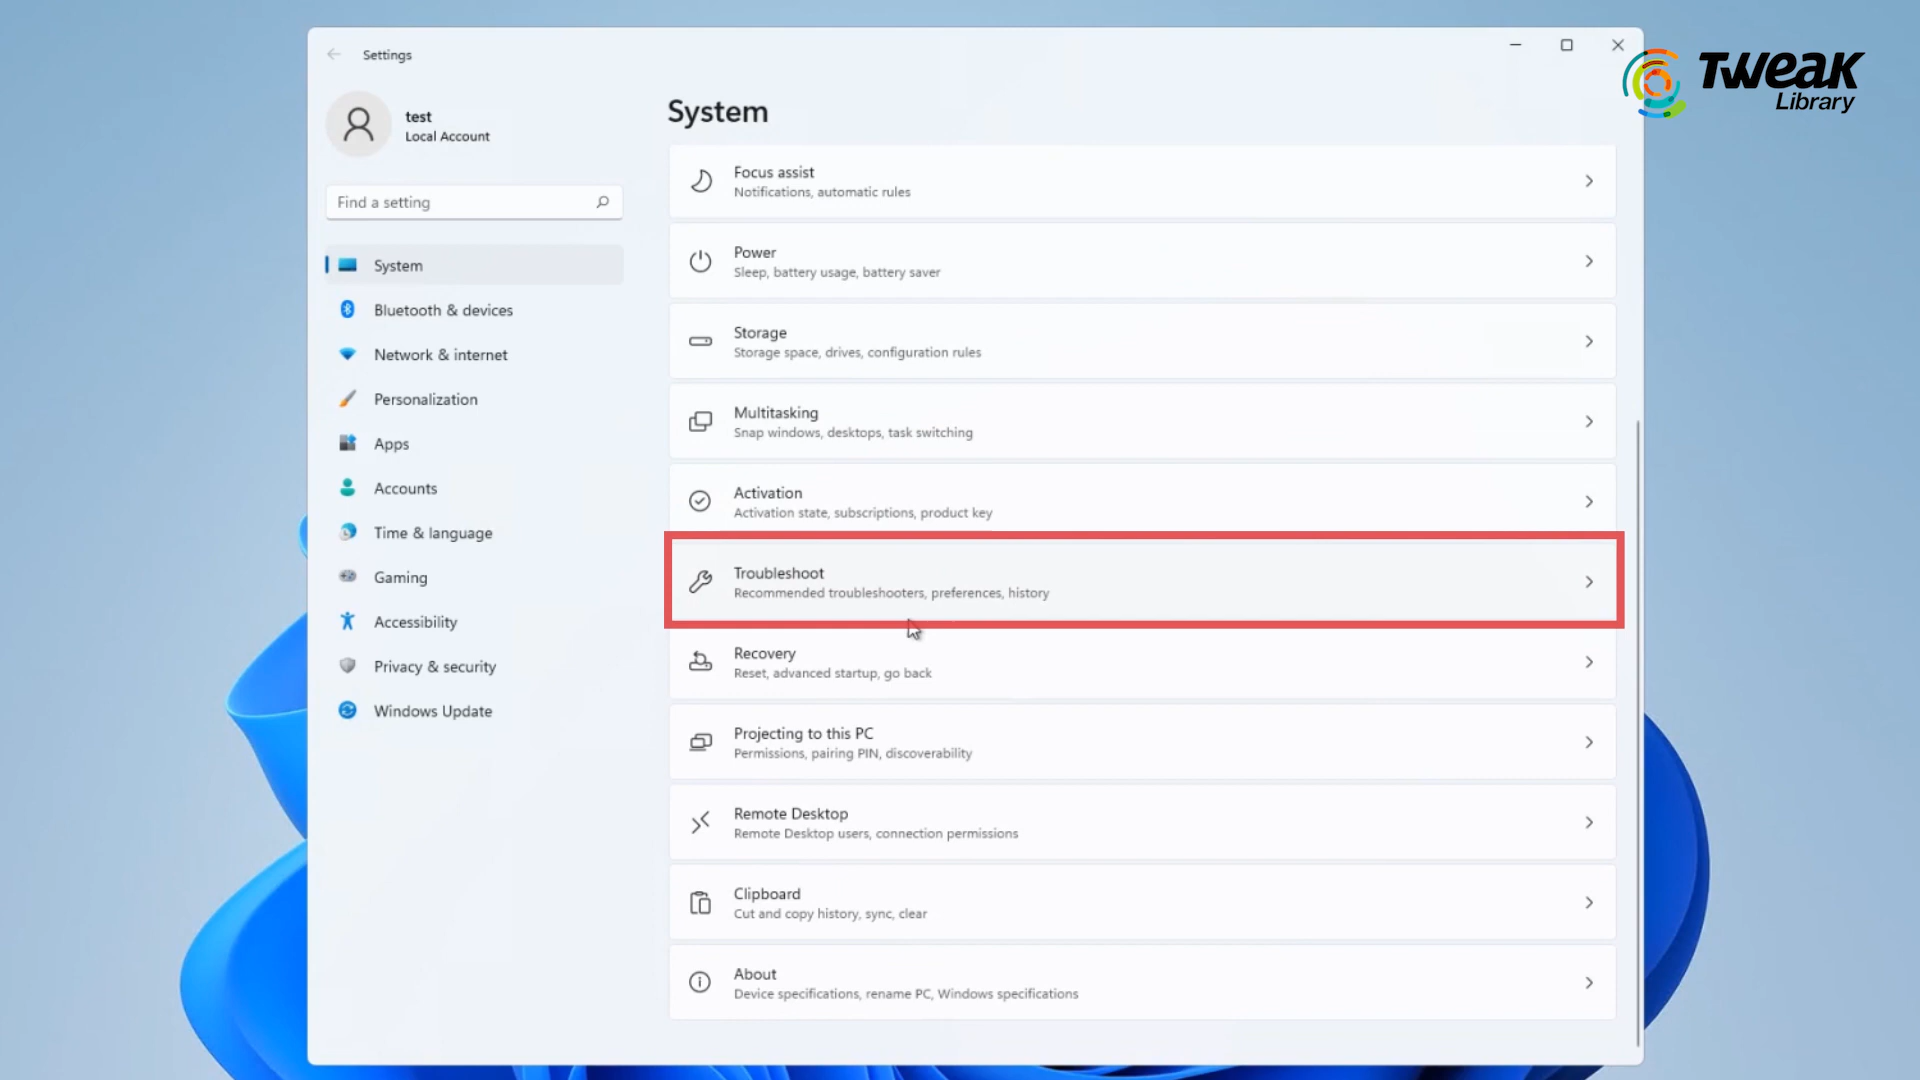 Settings
TWEAK
Library
test
Local Account
Find a setting
System
Bluetooth & devices
Network & internet
Personalization
Apps
Accounts
Time & language
Gaming
Accessibility
Privacy & security
Windows Update
System
Focus assist
Notifications, automatic rules
Power
Sleep, battery usage, battery saver
Storage
Storage space, drives, configuration rules
Multitasking
Snap windows, desktops, task switching
Activation
Activation state, subscriptions, product key
Troubleshoot
Recommended troubleshooters, preferences, history
Recovery
Reset, advanced startup, go back
Projecting to this PC
Permissions, pairing PIN, discoverability
Remote Desktop
Remote Desktop users, connection permissions
Clipboard
Cut and copy history, sync, clear
About
Device specifications, rename PC, Windows specifications